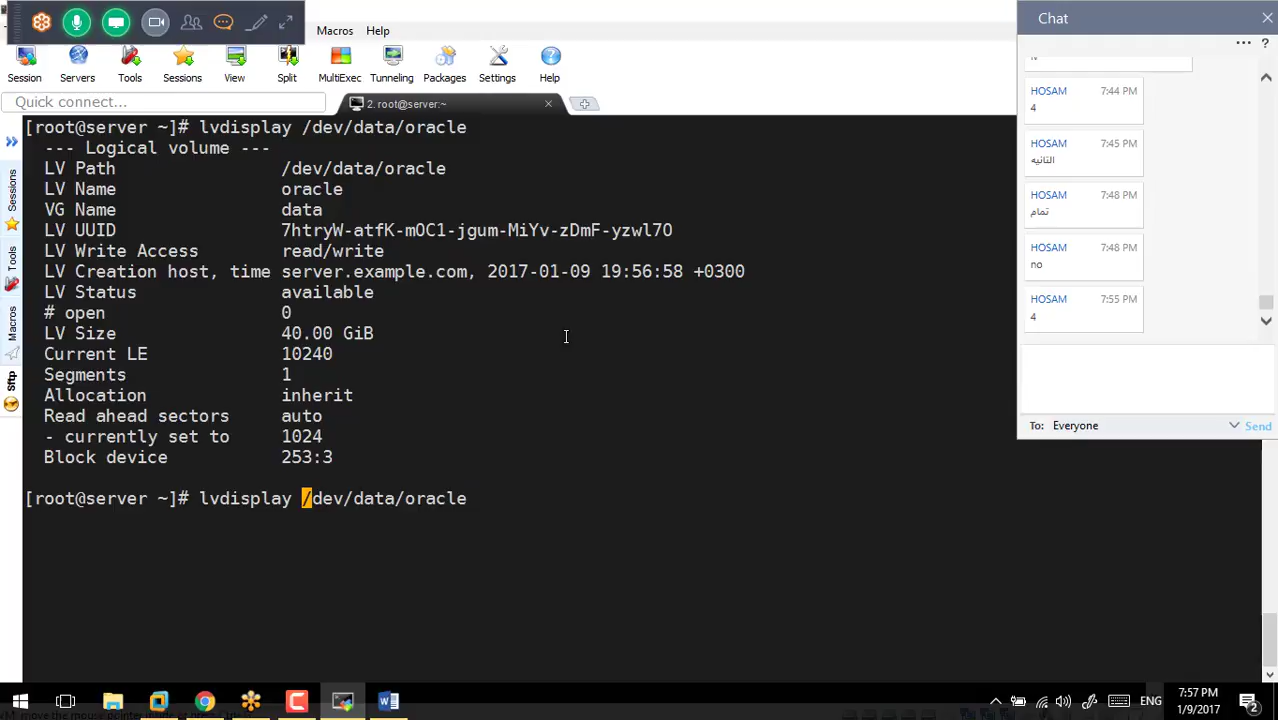 Macros Help
Session Servers Tools Sessions View Split MultiExec Tunneling Packages Settings Help
Quick connect...
2. root@server:~
[root@server ~]# lvdisplay /dev/data/oracle
--- Logical volume ---
LV Path /dev/data/oracle
LV Name oracle
VG Name data
LV UUID 7htryW-atfK-mOC1-jgum-MiYv-zDmF-yzwl7O
LV Write Access read/write
LV Creation host, time server.example.com, 2017-01-09 19:56:58 +0300
LV Status available
# open 0
LV Size 40.00 GiB
Current LE 10240
Segments 1
Allocation inherit
Read ahead sectors auto
- currently set to 1024
Block device 253:3
[root@server ~]# lvdisplay /dev/data/oracle
Sessions
Tools
Macros
Sftp
Chat
HOSAM 7:44 PM
4
HOSAM 7:45 PM
التانيه
HOSAM 7:48 PM
تمام
HOSAM 7:48 PM
no
HOSAM 7:55 PM
4
To: Everyone Send
ENG
7:57 PM
1/9/2017
2